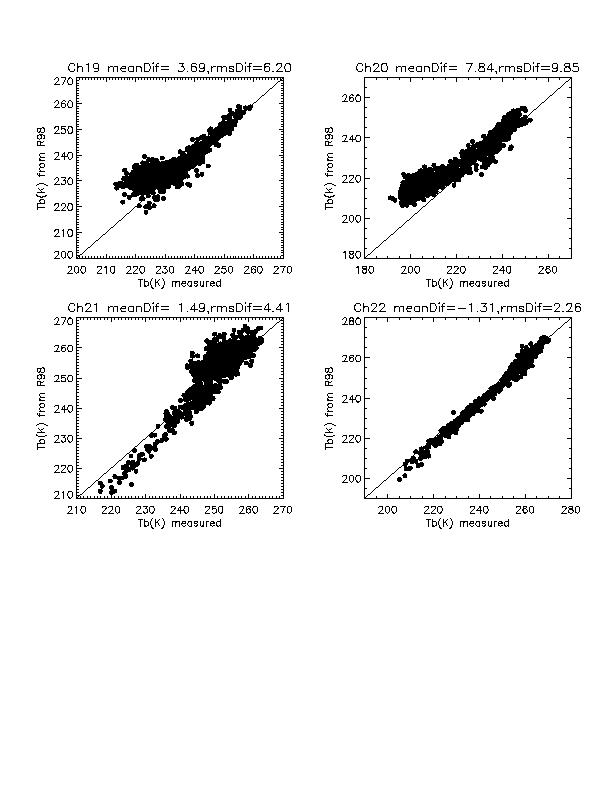 Ch19 meanDif= 3.69,rmsDif=6.20
Ch20 meanDif= 7.84,rmsDif=9.85
270
260
250
240
230
220
210
200
Tb(K) from R98
200 210 220 230 240 250 260 270
Tb(K) measured
260
240
220
200
180
Tb(K) from R98
180 200 220 240 260
Tb(K) measured
Ch21 meanDif= 1.49,rmsDif=4.41
Ch22 meanDif=−1.31,rmsDif=2.26
270
260
250
240
230
220
210
Tb(K) from R98
210 220 230 240 250 260 270
Tb(K) measured
280
260
240
220
200
Tb(K) from R98
200 220 240 260 280
Tb(K) measured